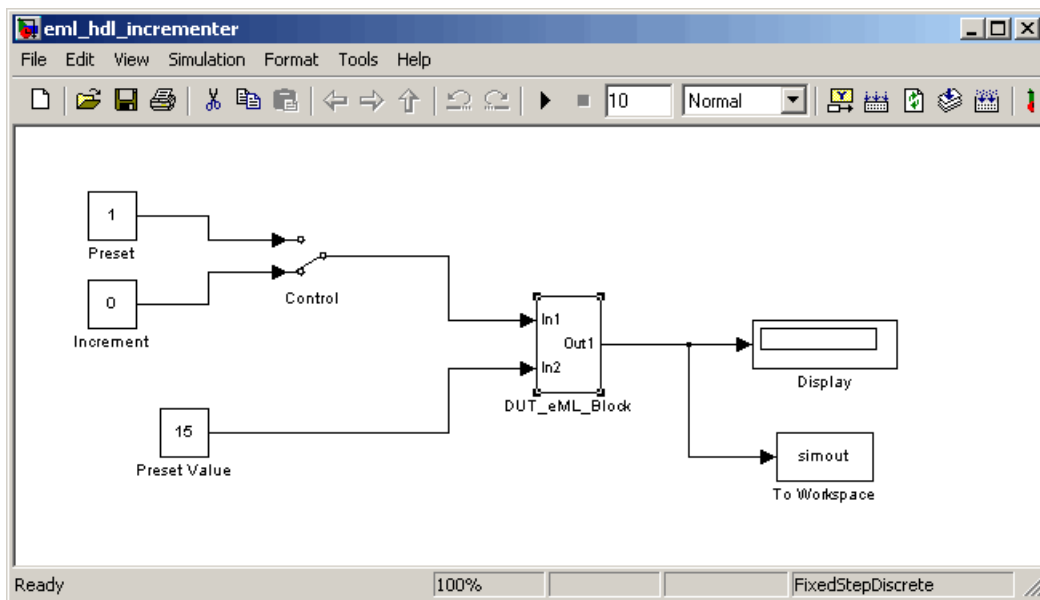 eml_hdl_incrementer
File Edit View Simulation Format Tools Help
10 Normal
1
Preset
0
Increment
Control
In1
Out1
In2
DUT_eML_Block
Display
15
Preset Value
simout
To Workspace
Ready 100% FixedStepDiscrete